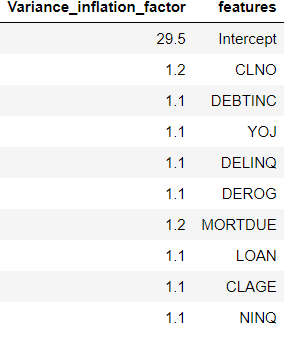 Variance_inflation_factor features
29.5 Intercept
1.2 CLNO
1.1 DEBTINC
1.1 YOJ
1.1 DELINQ
1.1 DEROG
1.2 MORTDUE
1.1 LOAN
1.1 CLAGE
1.1 NINQ